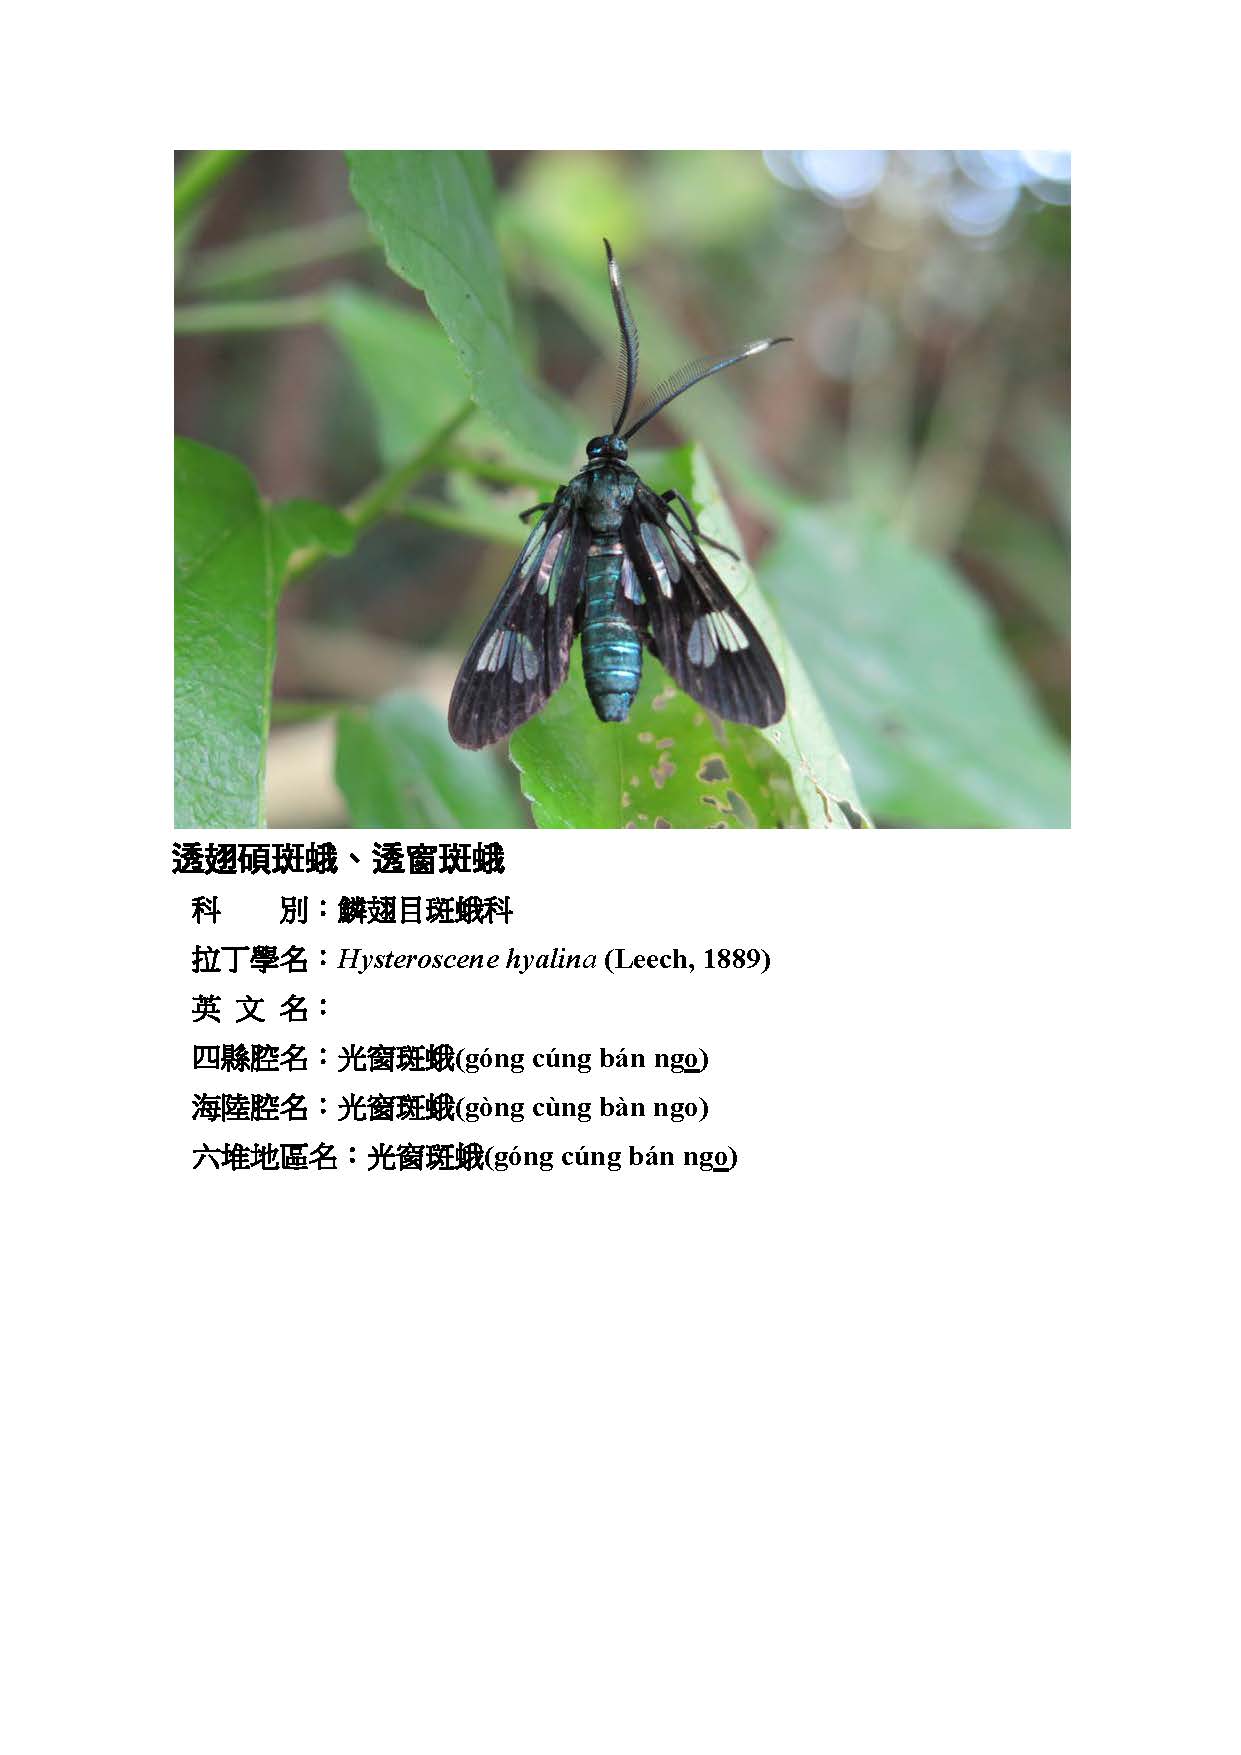 透翅碩斑蛾、透窗斑蛾
科　　別：鱗翅目斑蛾科
拉丁學名：Hysteroscene hyalina (Leech, 1889)
英 文 名：
四縣腔名：光窗斑蛾(góng cúng bán ngo)
海陸腔名：光窗斑蛾(gòng cùng bàn ngo)
六堆地區名：光窗斑蛾(góng cúng bán ngo)